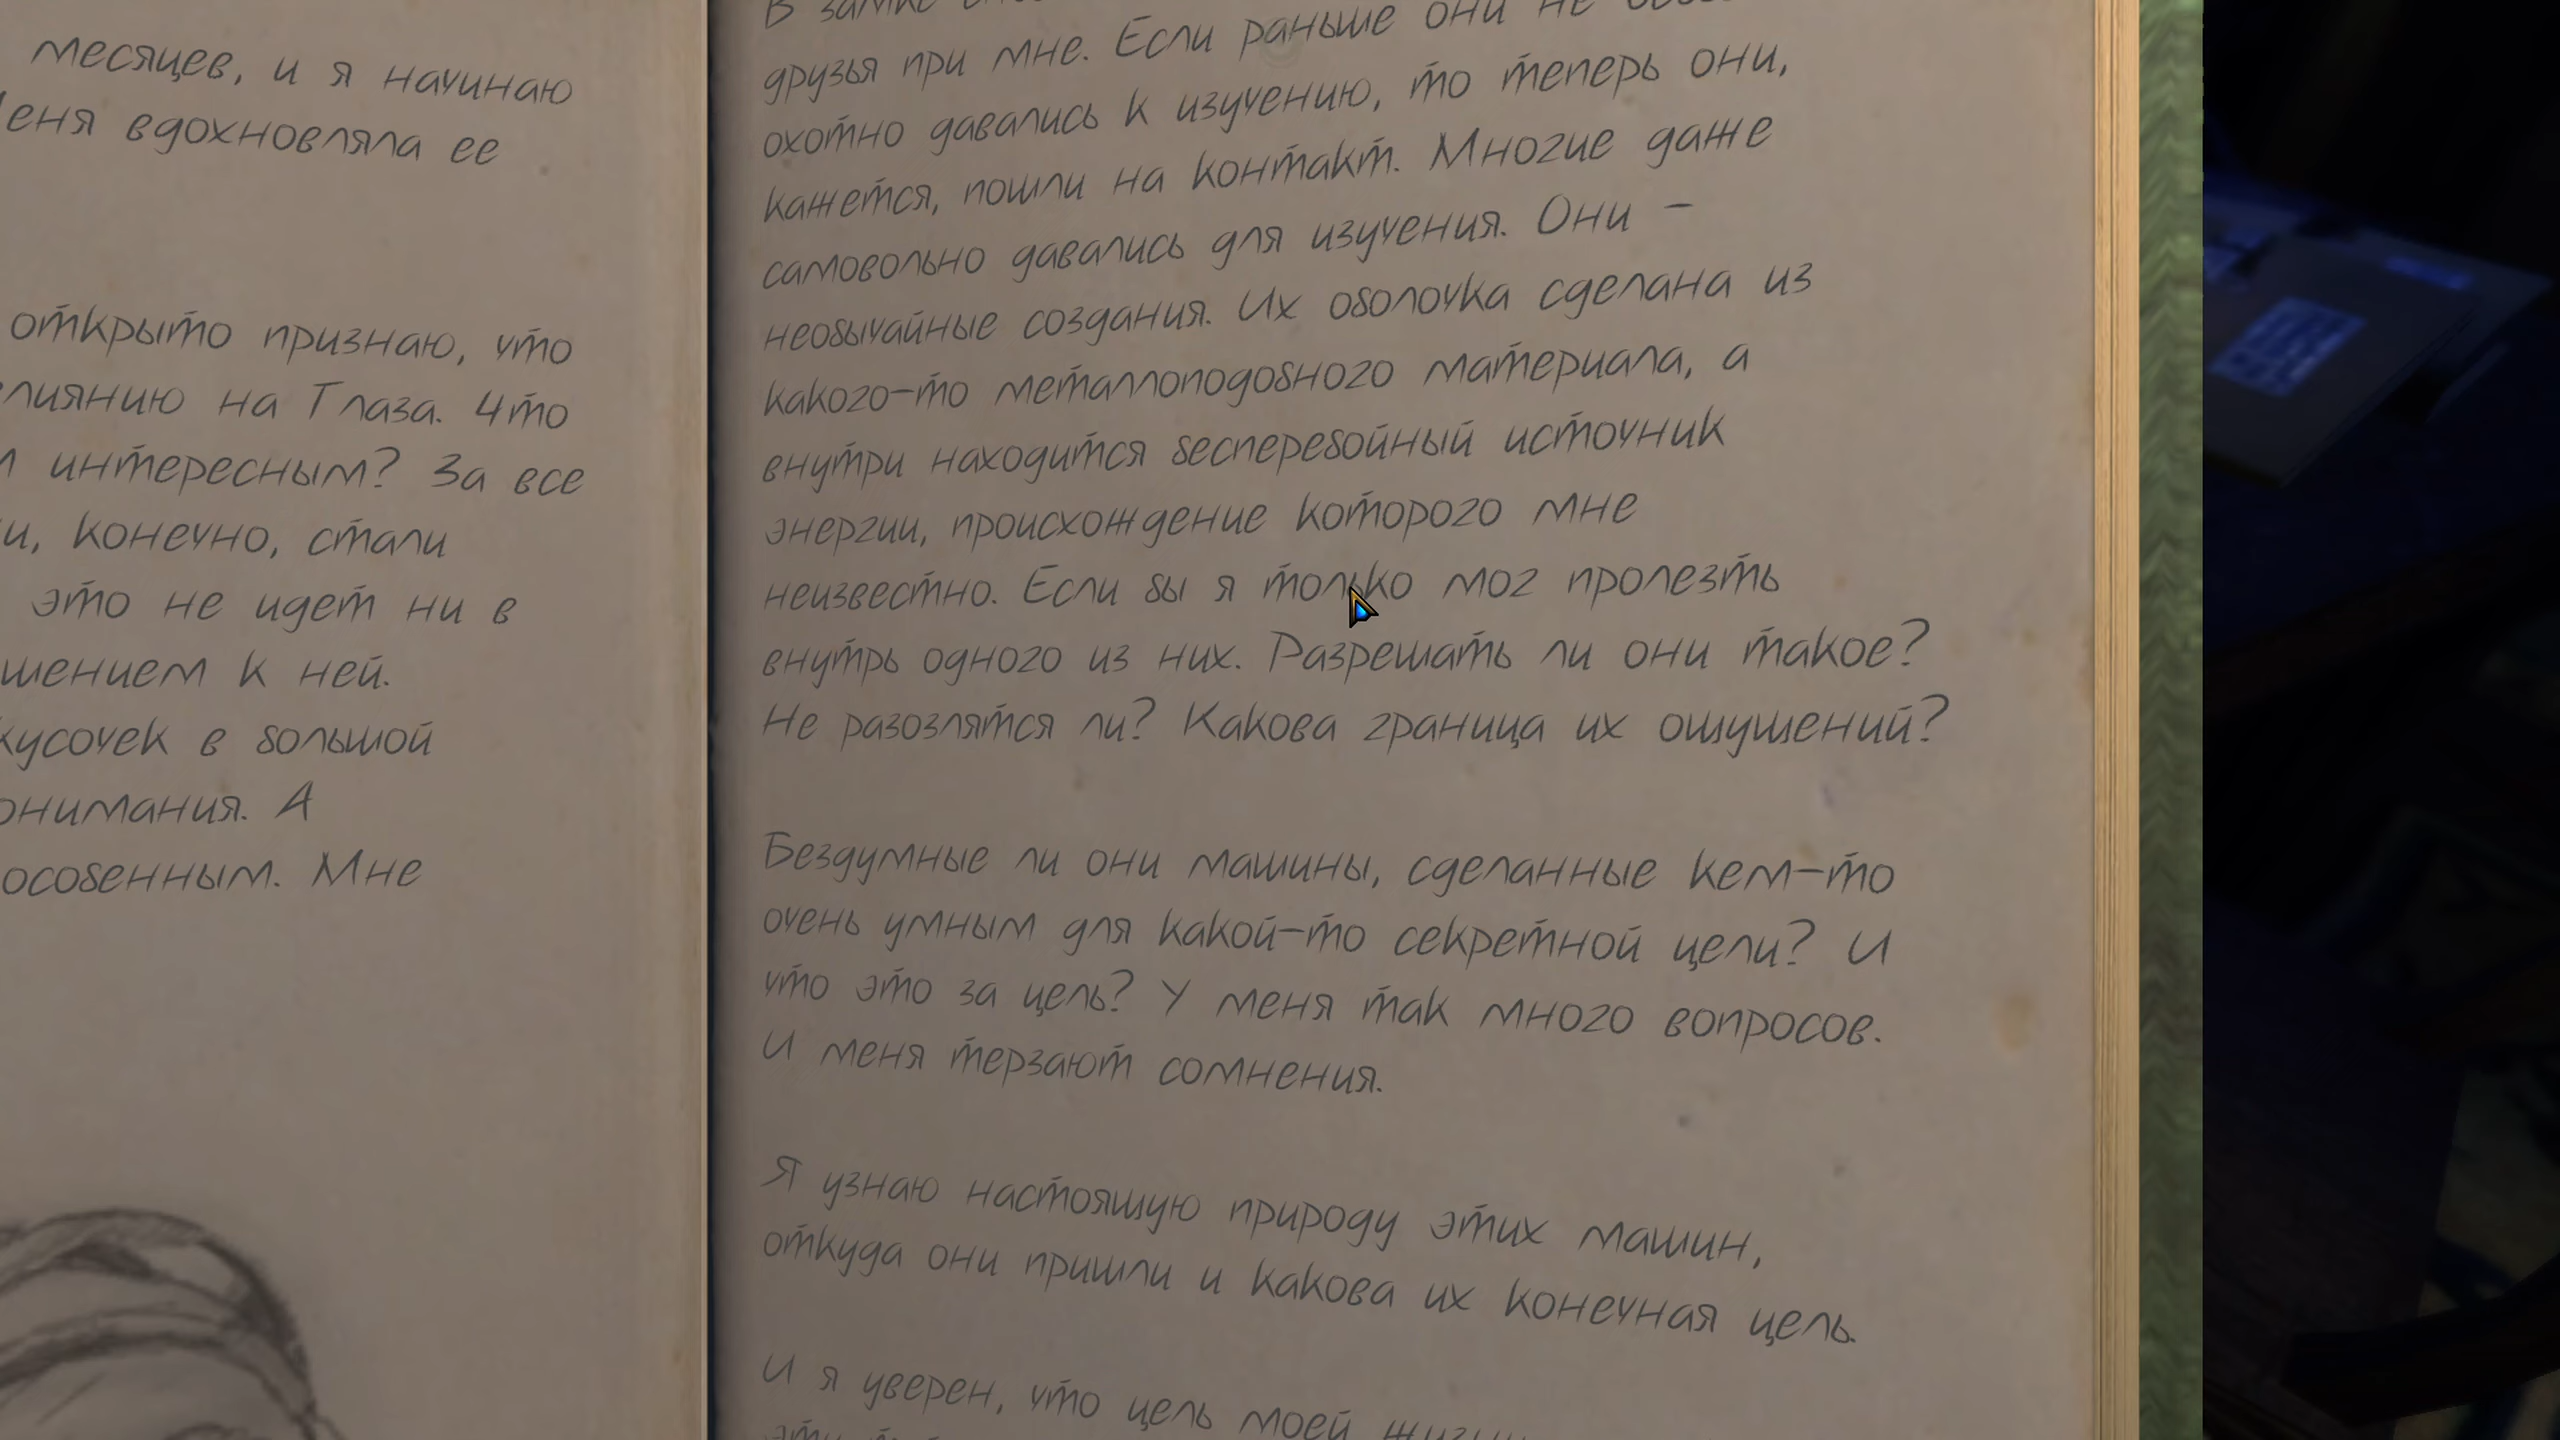 месяцев, и я начинаю
вдохновляла ее
открыто признаю, что
на Глаза. Что
интересным? За все
конечно, стали
это не идет ни в
к ней.
кусочек в большой
А
особенным. Мне
В замке
друзья при мне. Если раньше они не
охотно давались к изучению, то теперь они,
кажется, пошли на контакт. Многие даже
самовольно давались для изучения. Они –
необычайные создания. Их оболочка сделана из
какого-то металлоподобного материала, а
внутри находится бесперебойный источник
энергии, происхождение которого мне
неизвестно. Если бы я только мог пролезть
внутрь одного из них. Разрешать ли они такое?
Не разозлятся ли? Какова граница их ощущений?
Бездумные ли они машины, сделанные кем-то
очень умным для какой-то секретной цели? И
что это за цель? У меня так много вопросов.
И меня терзают сомнения.
Я узнаю настоящую природу этих машин,
откуда они пришли и какова их конечная цель.
И я уверен, что цель моей